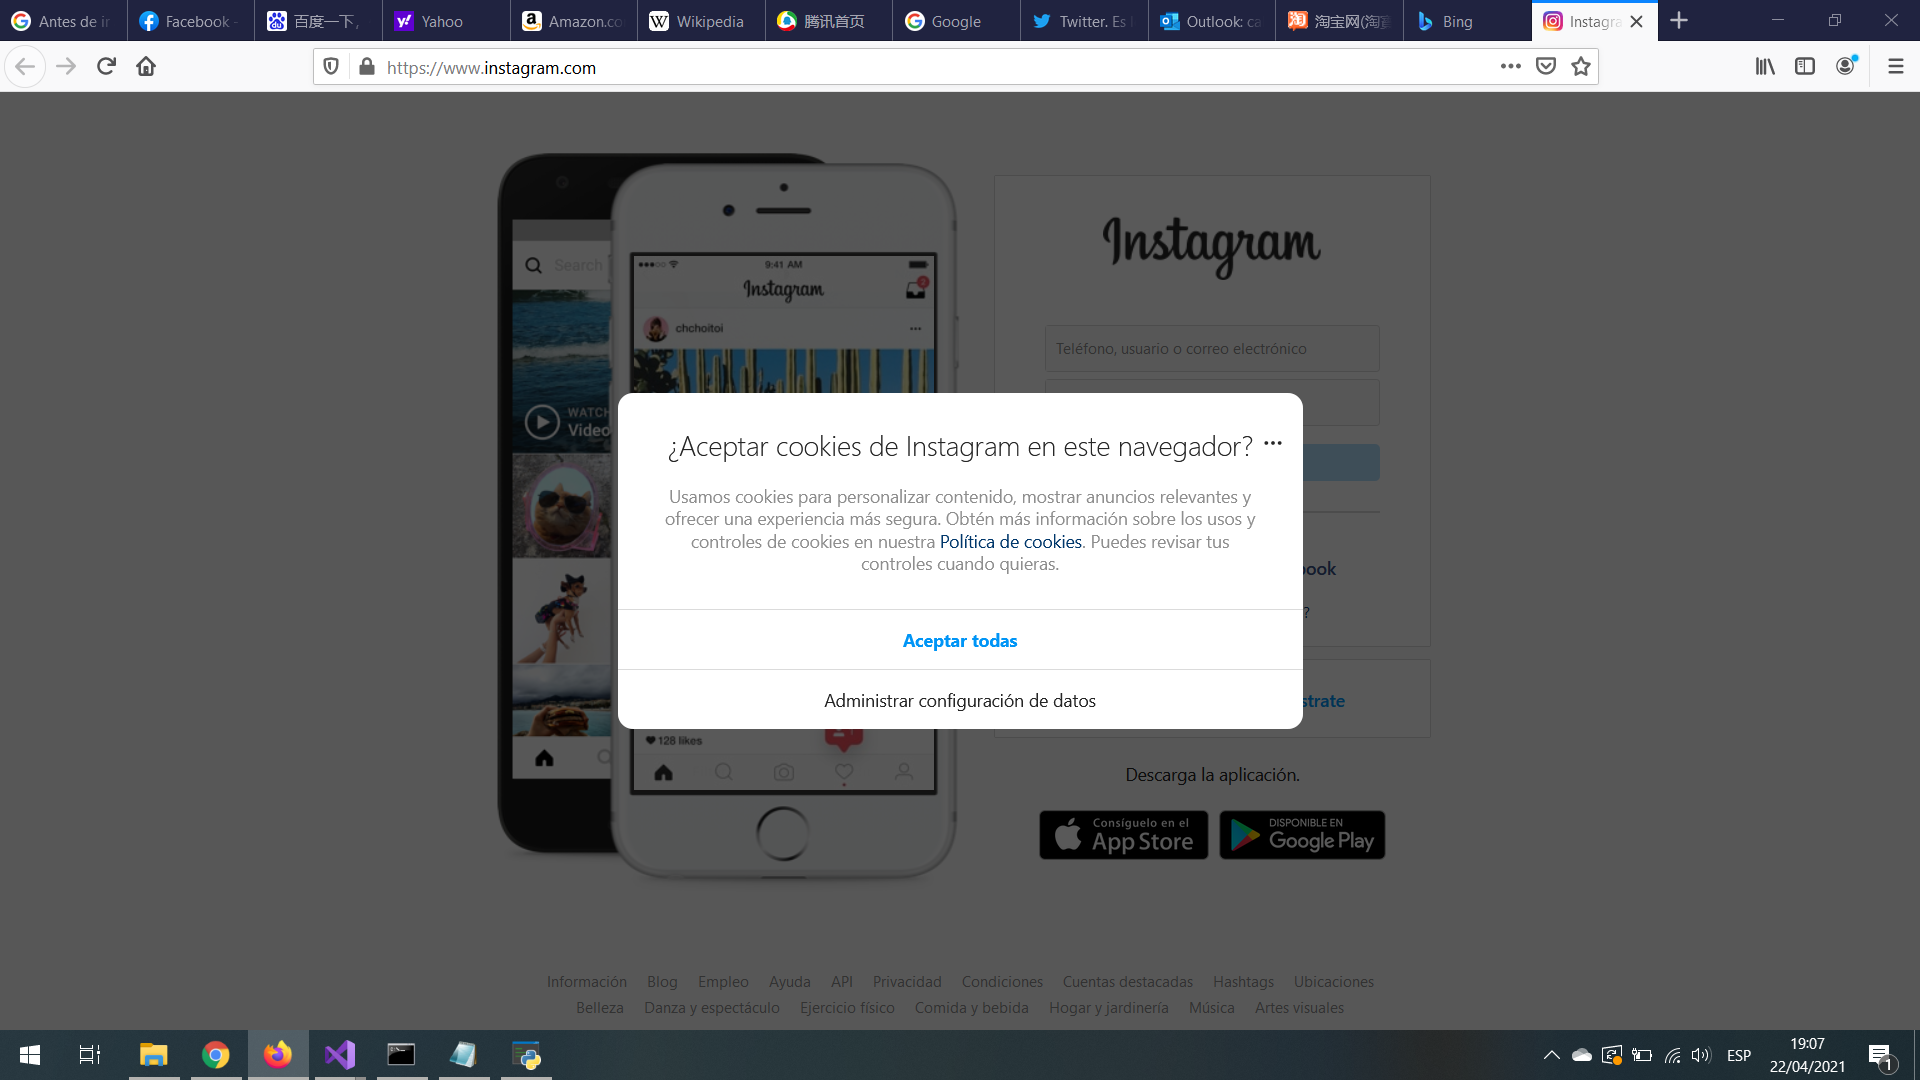 Antes de ir
Facebook -
百度一下,
Yahoo
Amazon.co
Wikipedia
腾讯首页
Google
Twitter. Es
Outlook: ca
淘宝网(淘宝
Bing
Instagra
https://www.instagram.com
Search
WATCH
Video
9:41 AM
Instagram
2
chchoitoi
128 likes
Instagram
Teléfono, usuario o correo electrónico
book
?
strate
¿Aceptar cookies de Instagram en este navegador?
Usamos cookies para personalizar contenido, mostrar anuncios relevantes y
ofrecer una experiencia más segura. Obtén más información sobre los usos y
controles de cookies en nuestra Política de cookies. Puedes revisar tus
controles cuando quieras.
Aceptar todas
Administrar configuración de datos
Descarga la aplicación.
Consíguelo en el
App Store
DISPONIBLE EN
Google Play
Información Blog Empleo Ayuda API Privacidad Condiciones Cuentas destacadas Hashtags Ubicaciones
Belleza Danza y espectáculo Ejercicio físico Comida y bebida Hogar y jardinería Música Artes visuales
ESP
19:07
22/04/2021
1